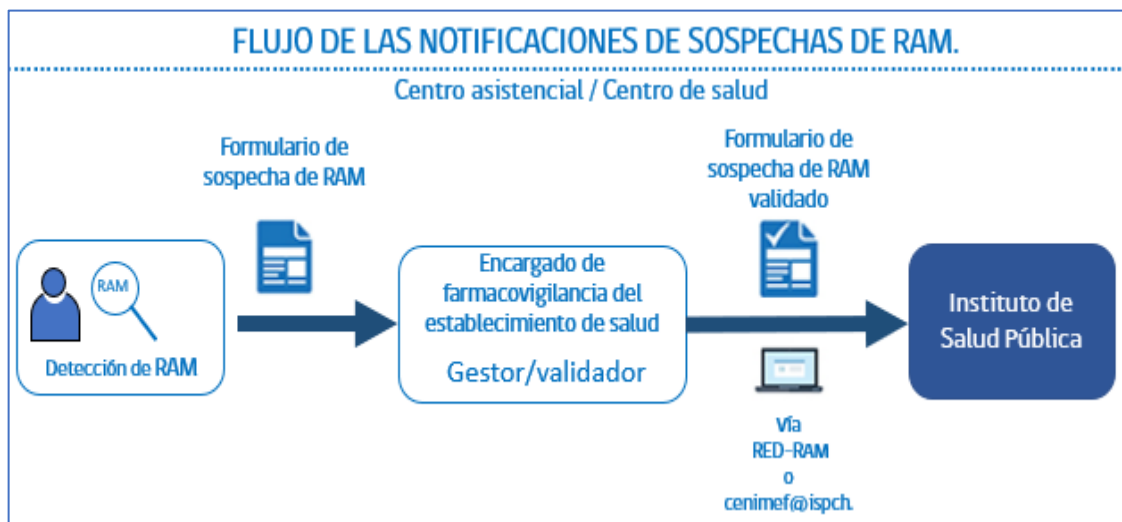 FLUJO DE LAS NOTIFICACIONES DE SOSPECHAS DE RAM.
Centro asistencial / Centro de salud
Formulario de
sospecha de RAM
Formulario de
sospecha de RAM
validado
RAM
Detección de RAM
Encargado de
farmacovigilancia del
establecimiento de salud
Gestor/validador
Instituto de
Salud Pública
Vía
RED-RAM
o
cenimef@ispch.